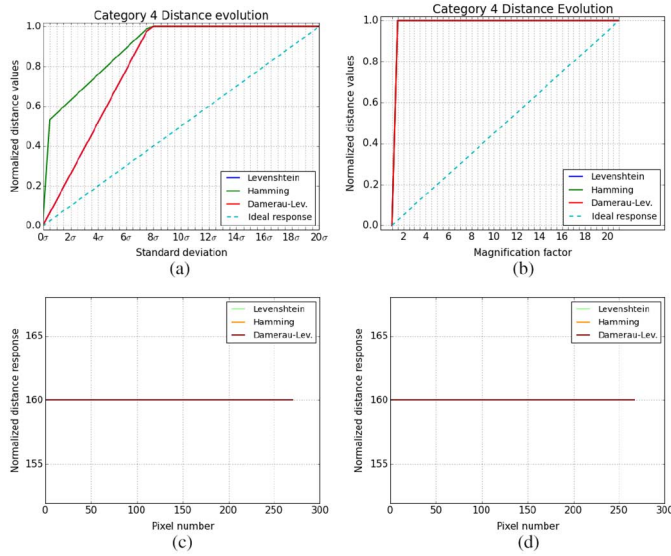 Category 4 Distance evolution
Normalized distance values
1.0
0.8
0.6
0.4
0.2
0.0
0σ 2σ 4σ 6σ 8σ 10σ 12σ 14σ 16σ 18σ 20σ
Standard deviation
Levenshtein
Hamming
Damerau-Lev.
Ideal response
(a)
Category 4 Distance Evolution
Normalized distance values
1.0
0.8
0.6
0.4
0.2
0.0
2 4 6 8 10 12 14 16 18 20
Magnification factor
Levenshtein
Hamming
Damerau-Lev.
Ideal response
(b)
Normalized distance response
165
160
155
0 50 100 150 200 250 300
Pixel number
Levenshtein
Hamming
Damerau-Lev.
(c)
Normalized distance response
165
160
155
0 50 100 150 200 250 300
Pixel number
Levenshtein
Hamming
Damerau-Lev.
(d)